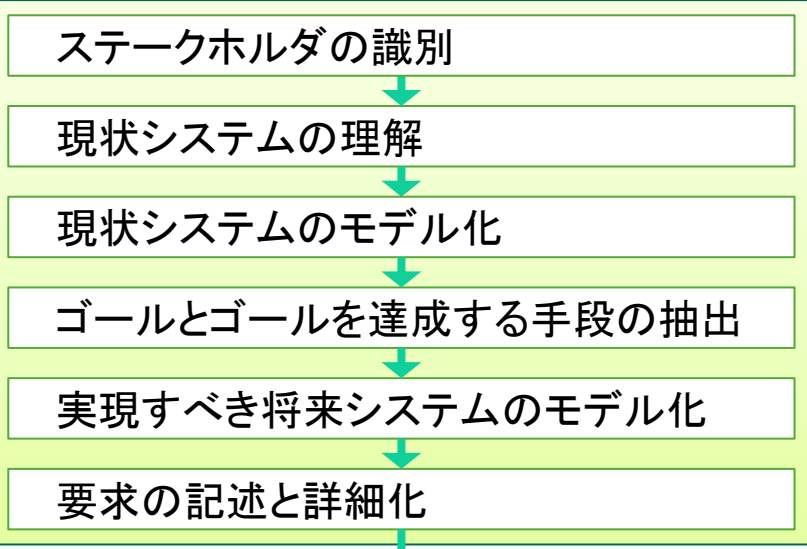 ステークホルダの識別
現状システムの理解
現状システムのモデル化
ゴールとゴールを達成する手段の抽出
実現すべき将来システムのモデル化
要求の記述と詳細化